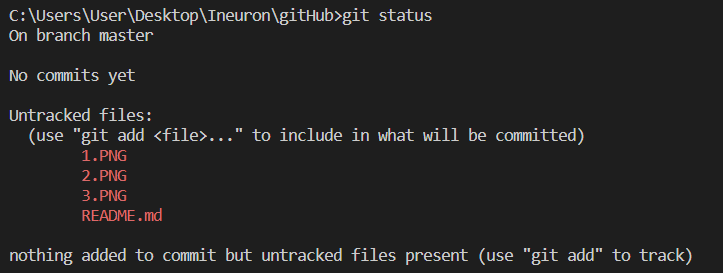 C:\Users\User\Desktop\Ineuron\gitHub>git status
On branch master
No commits yet
Untracked files:
(use "git add <file>..." to include in what will be committed)
1.PNG
2.PNG
3.PNG
README.md
nothing added to commit but untracked files present (use "git add" to track)